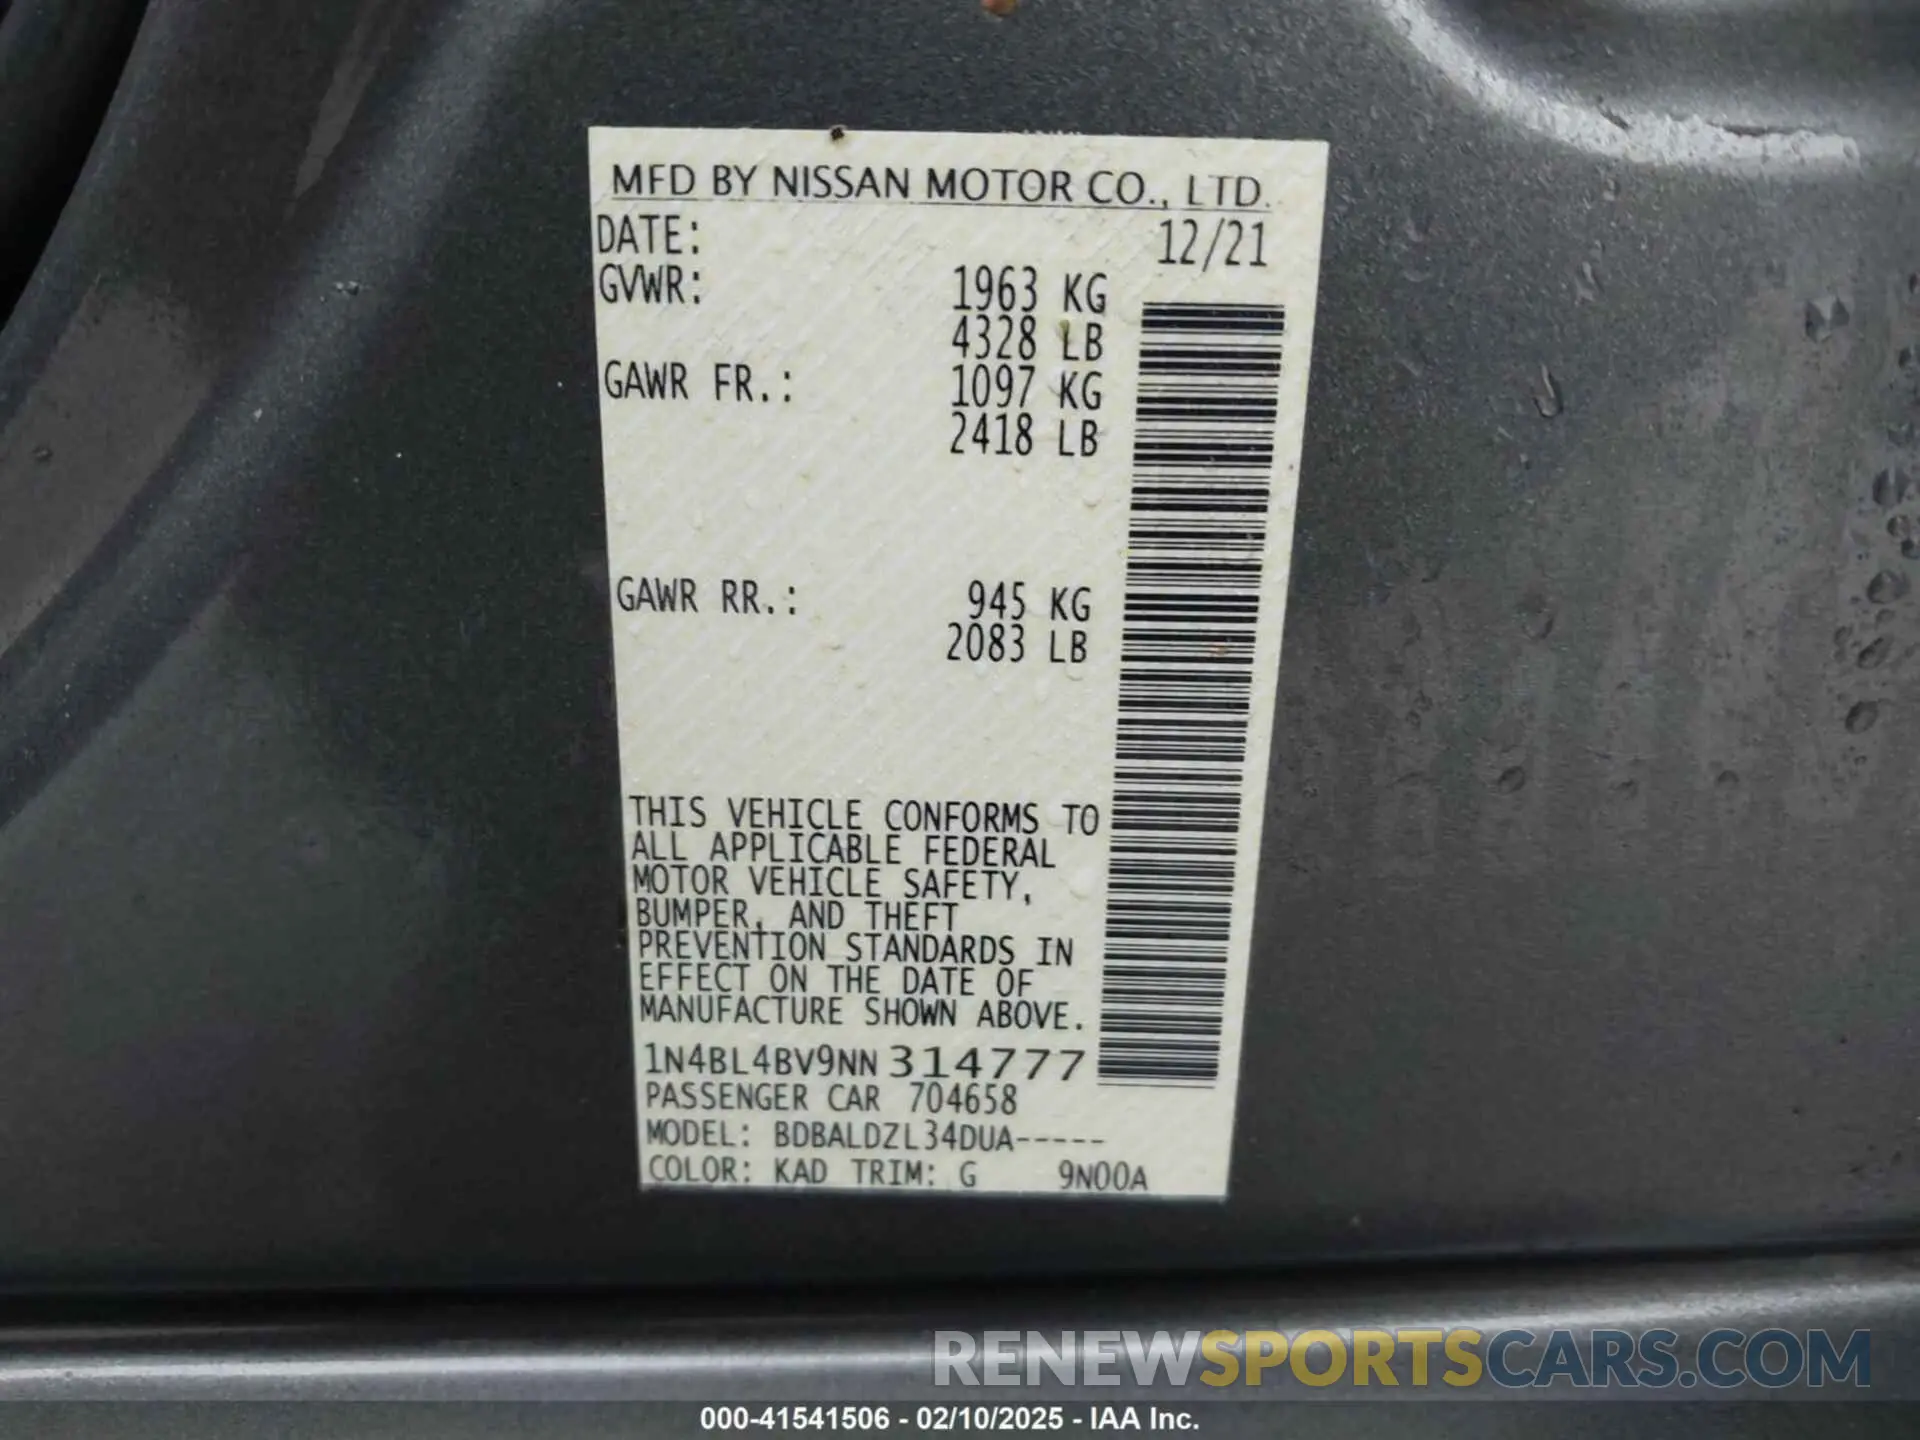 MFD BY NISSAN MOTOR CO., LTD.
DATE: 12/21
GVWR: 1963 KG
4328 LB
GAWR FR.: 1097 KG
2418 LB
GAWR RR.: 945 KG
2083 LB
THIS VEHICLE CONFORMS TO
ALL APPLICABLE FEDERAL
MOTOR VEHICLE SAFETY,
BUMPER, AND THEFT
PREVENTION STANDARDS IN
EFFECT ON THE DATE OF
MANUFACTURE SHOWN ABOVE.
1N4BL4BV9NN314777
PASSENGER CAR 704658
MODEL: BDBALDZL34DUA-----
COLOR: KAD TRIM: G 9N00A
RENEWSPORTSCARS.COM
000-41541506 - 02/10/2025 - IAA Inc.